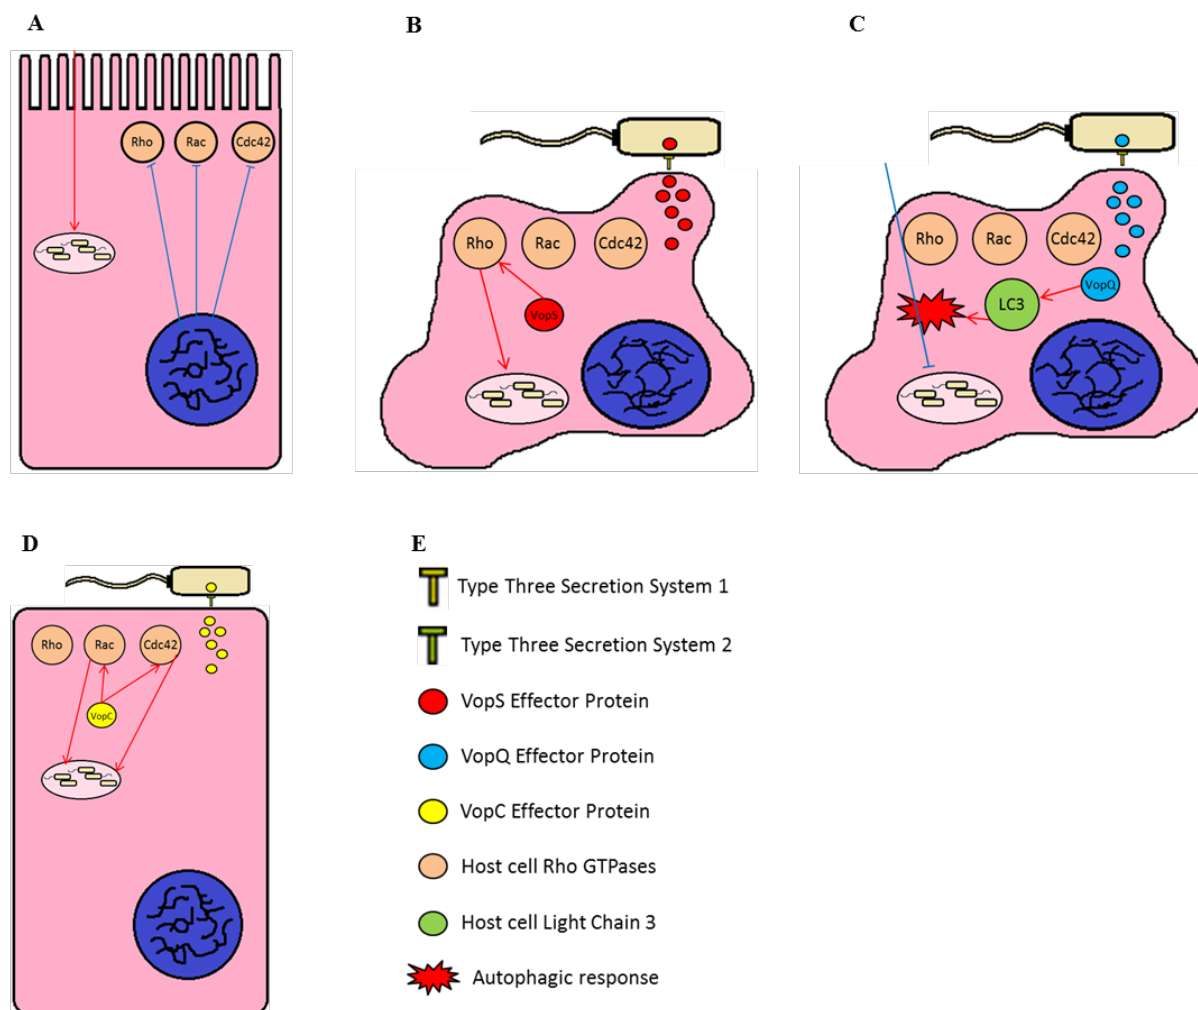 A
B
C
Rho
Rac
Cdc42
Rho
Rac
Cdc42
VopS
Rho
Rac
Cdc42
VopQ
LC3
D
E
Rho
Rac
Cdc42
VopC
Type Three Secretion System 1
Type Three Secretion System 2
VopS Effector Protein
VopQ Effector Protein
VopC Effector Protein
Host cell Rho GTPases
Host cell Light Chain 3
Autophagic response